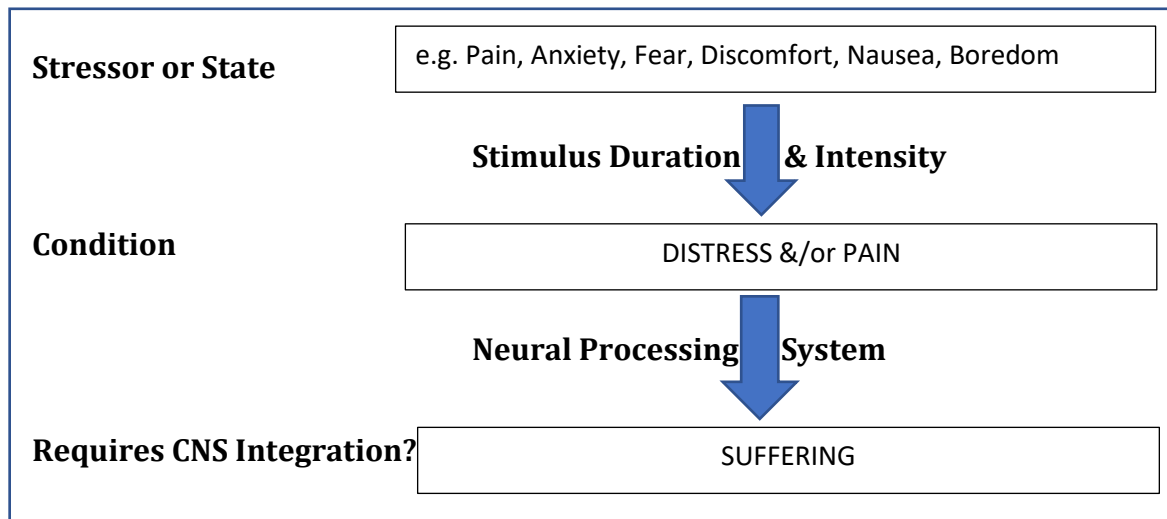 Stressor or State
e.g. Pain, Anxiety, Fear, Discomfort, Nausea, Boredom
Stimulus Duration & Intensity
Condition
DISTRESS &/or PAIN
Neural Processing System
Requires CNS Integration?
SUFFERING